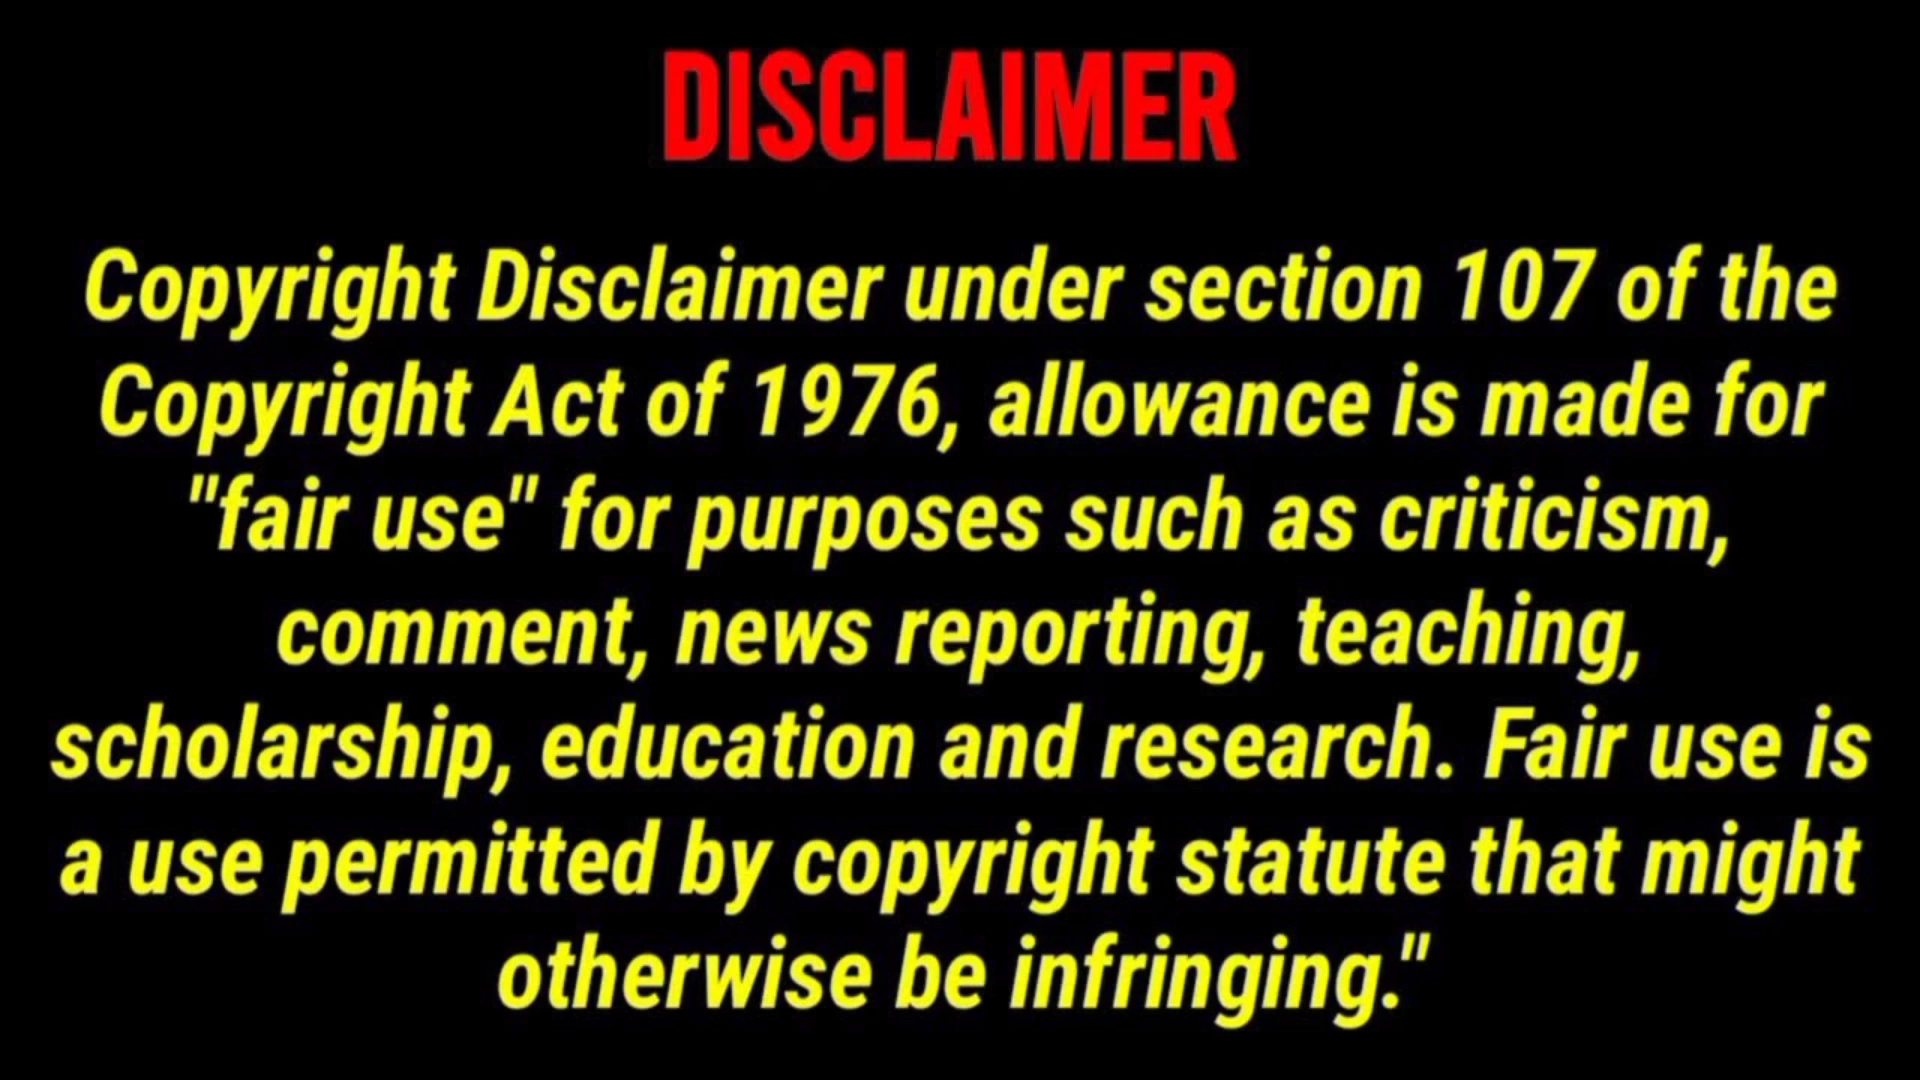 DISCLAIMER
Copyright Disclaimer under section 107 of the
Copyright Act of 1976, allowance is made for
"fair use" for purposes such as criticism,
comment, news reporting, teaching,
scholarship, education and research. Fair use is
a use permitted by copyright statute that might
otherwise be infringing."